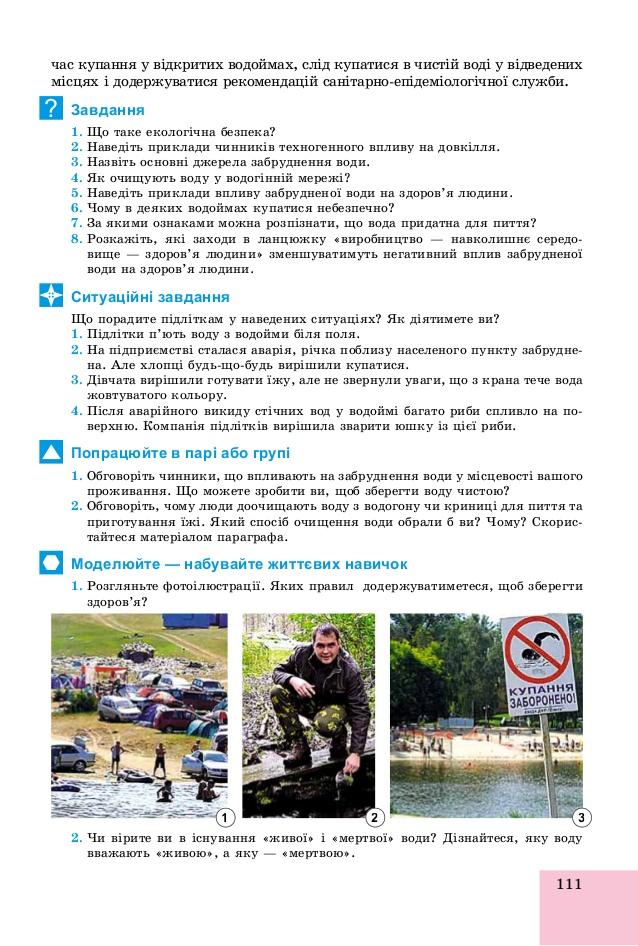 час купання у відкритих водоймах, слід купатися в чистій воді у відведених
місцях і додержуватися рекомендацій санітарно-епідеміологічної служби.
? Завдання
1. Що таке екологічна безпека?
2. Наведіть приклади чинників техногенного впливу на довкілля.
3. Назвіть основні джерела забруднення води.
4. Як очищують воду у водогінній мережі?
5. Наведіть приклади впливу забрудненої води на здоров’я людини.
6. Чому в деяких водоймах купатися небезпечно?
7. За якими ознаками можна розпізнати, що вода придатна для пиття?
8. Розкажіть, які заходи в ланцюжку «виробництво — навколишнє середо-
вище — здоров’я людини» зменшуватимуть негативний вплив забрудненої
води на здоров’я людини.
Ситуаційні завдання
Що порадите підліткам у наведених ситуаціях? Як діятимете ви?
1. Підлітки п’ють воду з водойми біля поля.
2. На підприємстві сталася аварія, річка поблизу населеного пункту забрудне-
на. Але хлопці будь-що-будь вирішили купатися.
3. Дівчата вирішили готувати їжу, але не звернули уваги, що з крана тече вода
жовтуватого кольору.
4. Після аварійного викиду стічних вод у водоймі багато риби спливло на по-
верхню. Компанія підлітків вирішила зварити юшку із цієї риби.
Попрацюйте в парі або групі
1. Обговоріть чинники, що впливають на забруднення води у місцевості вашого
проживання. Що можете зробити ви, щоб зберегти воду чистою?
2. Обговоріть, чому люди доочищають воду з водогону чи криниці для пиття та
приготування їжі. Який спосіб очищення води обрали б ви? Чому? Скорис-
тайтеся матеріалом параграфа.
Моделюйте — набувайте життєвих навичок
1. Розгляньте фотоілюстрації. Яких правил додержуватиметеся, щоб зберегти
здоров’я?
КУПАННЯ
ЗАБОРОНЕНО!
1
2
3
2. Чи вірите ви в існування «живої» і «мертвої» води? Дізнайтеся, яку воду
вважають «живою», а яку — «мертвою».
111